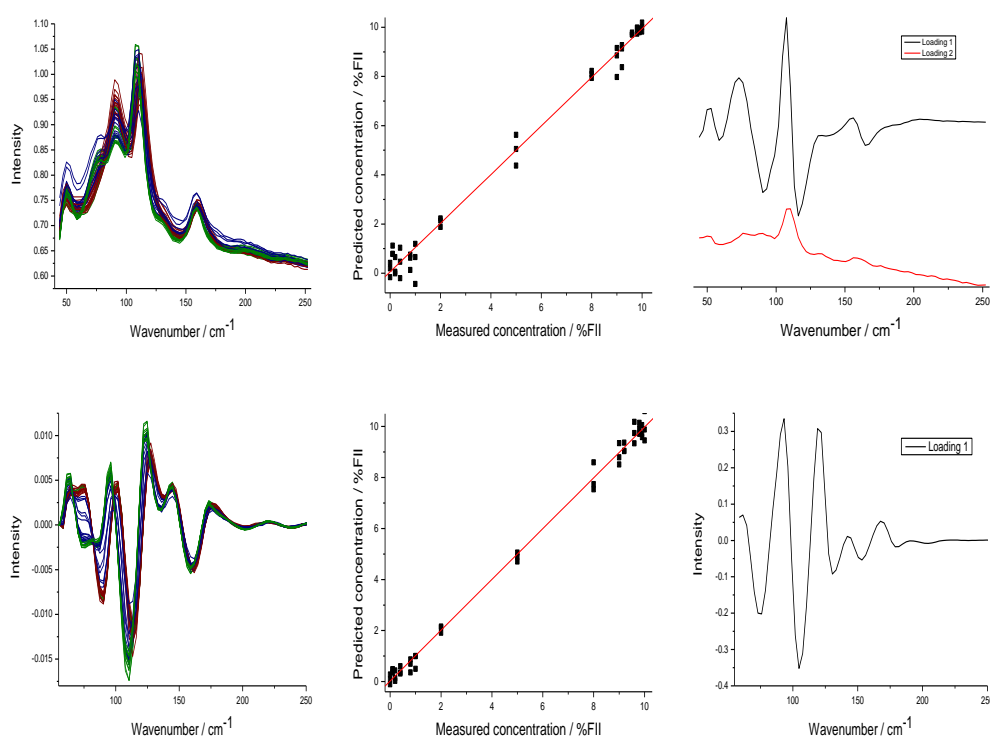 1.10
1.05
1.00
0.95
0.90
0.85
0.80
0.75
0.70
0.65
0.60
Intensity
50 100 150 200 250
Wavenumber / cm-1
10
8
6
4
2
0
Predicted concentration / %FII
0 2 4 6 8 10
Measured concentration / %FII
Loading 1
Loading 2
50 100 150 200 250
Wavenumber / cm-1
0.010
0.005
0.000
-0.005
-0.010
-0.015
Intensity
100 150 200 250
Wavenumber / cm-1
10
8
6
4
2
0
Predicted concentration / %FII
0 2 4 6 8 10
Measured concentration / %FII
0.3
0.2
0.1
0.0
-0.1
-0.2
-0.3
-0.4
Intensity
Loading 1
100 150 200 250
Wavenumber / cm-1